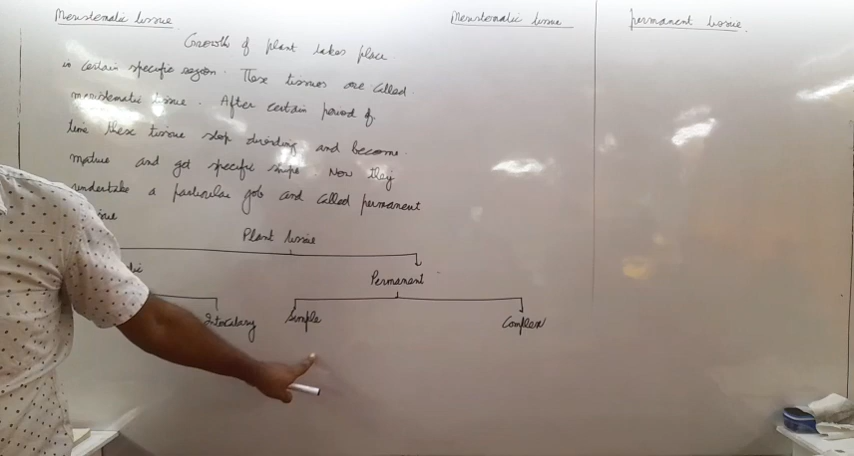 Meristematic tissue
Growth of plant takes place.
in certain specific region. These tissues are called.
meristematic tissue. After certain period of
time these tissue stop dividing and become.
mature and get specific shape. Now they
undertake a particular job and called permanent
Plant tissue
Permanent
Intercalary Simple Complex
Meristematic tissue
permanent tissue.